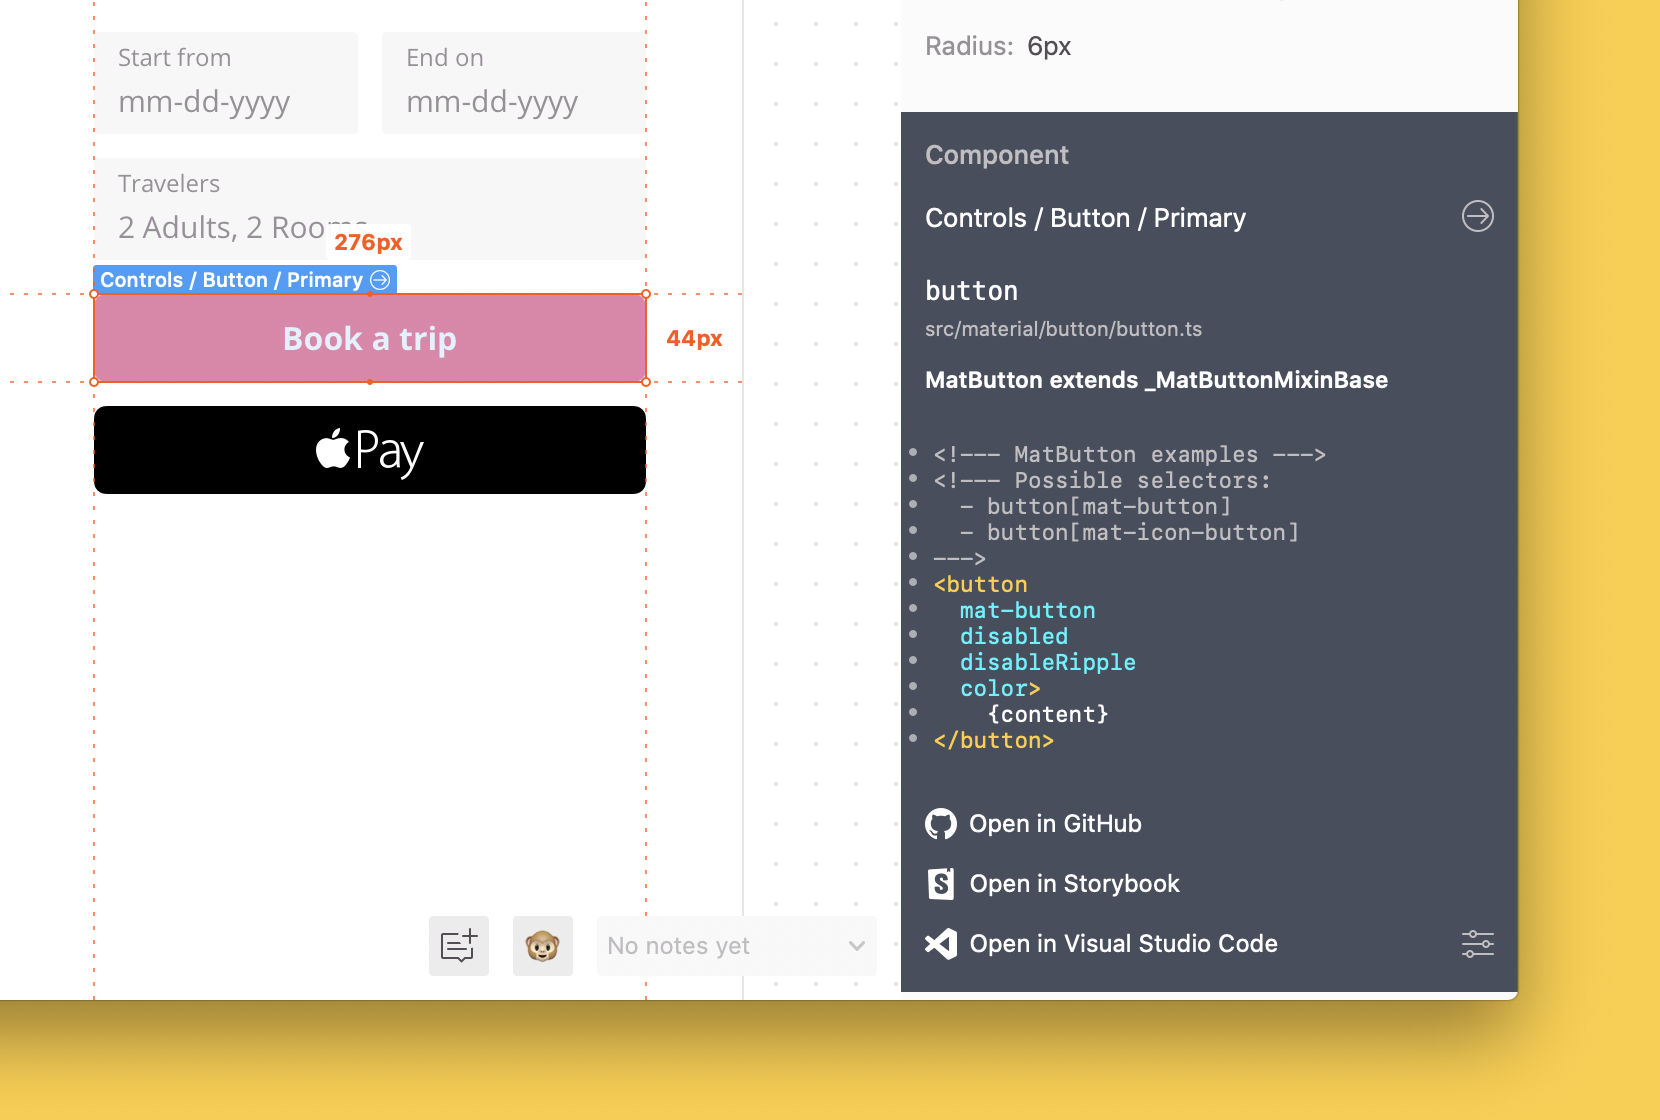 Start from
mm-dd-yyyy
End on
mm-dd-yyyy
Travelers
2 Adults, 2 Rooms
276px
Controls / Button / Primary
Book a trip
44px
Pay
No notes yet
Radius: 6px
Component
Controls / Button / Primary
button
src/material/button/button.ts
MatButton extends _MatButtonMixinBase
<!--- MatButton examples --->
<!--- Possible selectors:
- button[mat-button]
- button[mat-icon-button]
--->
<button
mat-button
disabled
disableRipple
color>
{content}
</button>
Open in GitHub
Open in Storybook
Open in Visual Studio Code